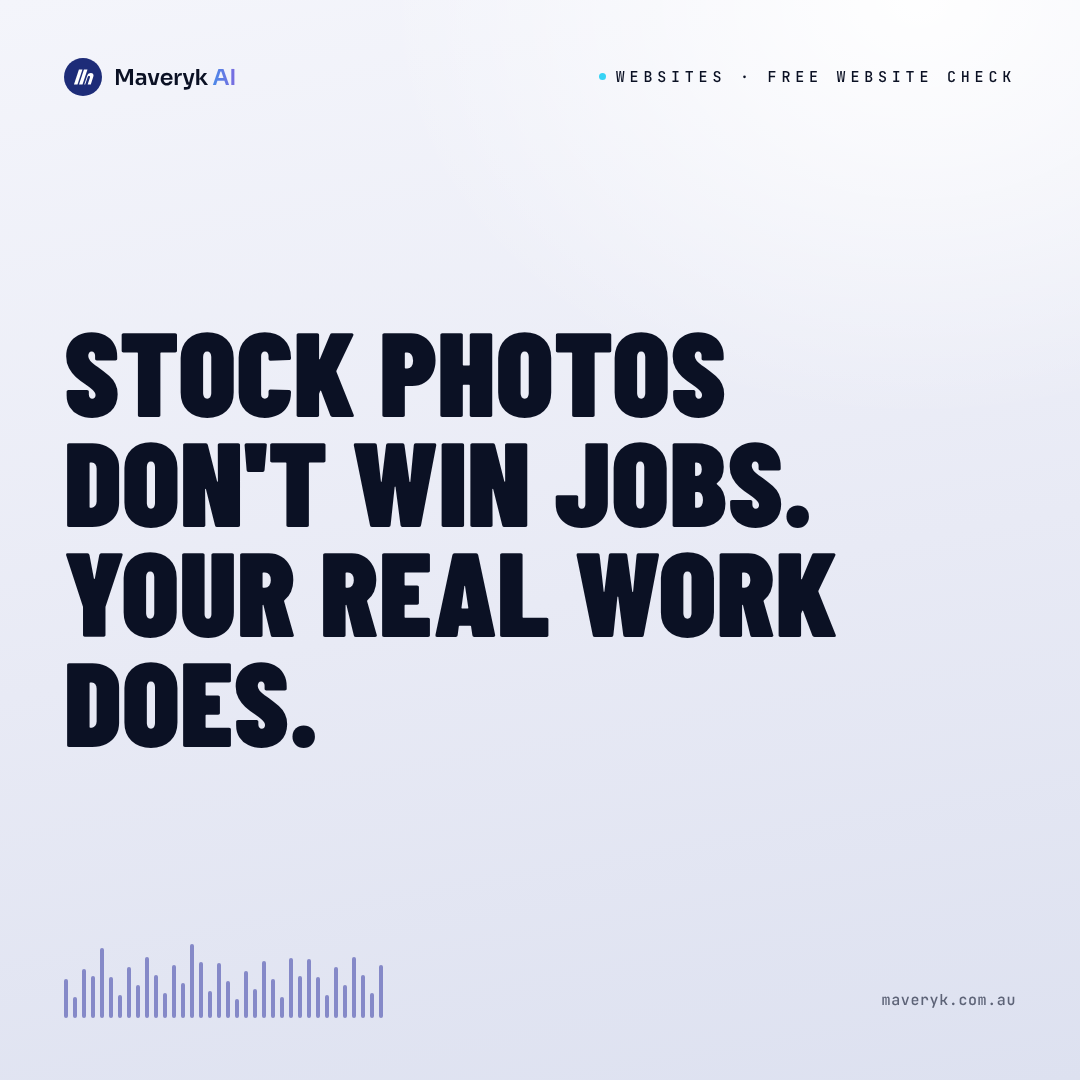 Maveryk AI
WEBSITES · FREE WEBSITE CHECK
STOCK PHOTOS
DON'T WIN JOBS.
YOUR REAL WORK
DOES.
maveryk.com.au